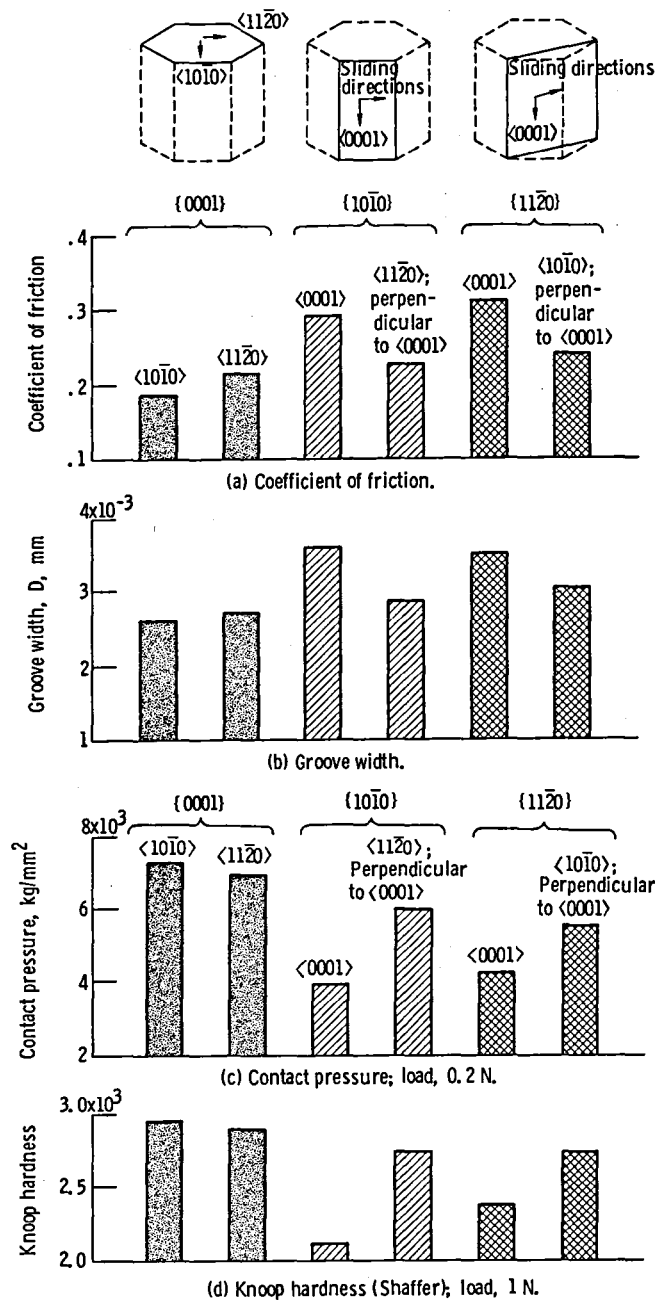 ⟨112̄0⟩
⟨101̄0⟩
Sliding directions
⟨0001⟩
Sliding directions
⟨0001⟩
{0001}
{101̄0}
{112̄0}
Coefficient of friction
.4
.3
.2
.1
⟨101̄0⟩
⟨112̄0⟩
⟨0001⟩
⟨112̄0⟩;
perpen-
dicular
to ⟨0001⟩
⟨0001⟩
⟨101̄0⟩;
perpen-
dicular
to ⟨0001⟩
(a) Coefficient of friction.
Groove width, D, mm
4x10⁻³
3
2
1
(b) Groove width.
{0001}
{101̄0}
{112̄0}
Contact pressure, kg/mm²
8x10³
6
4
2
⟨101̄0⟩
⟨112̄0⟩
⟨0001⟩
⟨112̄0⟩;
Perpendicular
to ⟨0001⟩
⟨0001⟩
⟨101̄0⟩;
Perpendicular
to ⟨0001⟩
(c) Contact pressure; load, 0.2 N.
Knoop hardness
3.0x10³
2.5
2.0
(d) Knoop hardness (Shaffer); load, 1 N.